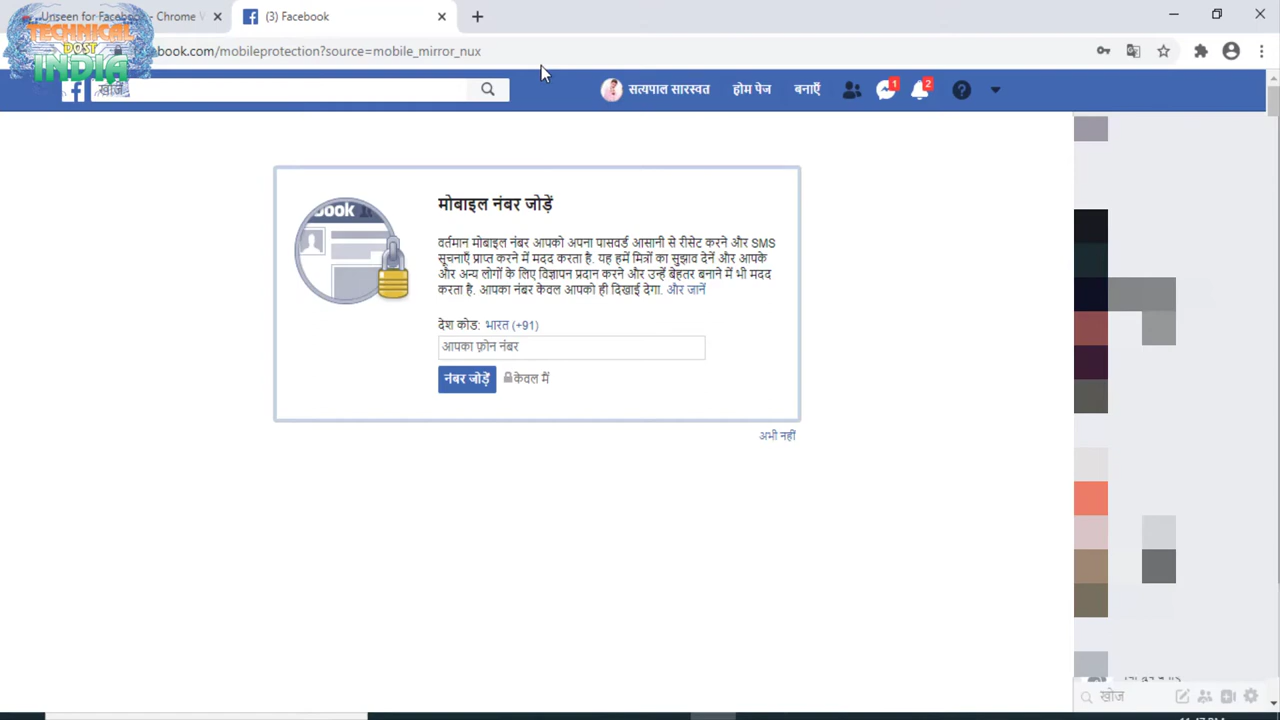 Unseen for Facebook - Chrome
(3) Facebook
TECHNICAL
POST
INDIA
book.com/mobileprotection?source=mobile_mirror_nux
खोजें
सत्यपाल सारस्वत
होम पेज
बनाएँ
1
2
book
मोबाइल नंबर जोड़ें
वर्तमान मोबाइल नंबर आपको अपना पासवर्ड आसानी से रीसेट करने और SMS
सूचनाएँ प्राप्त करने में मदद करता है. यह हमें मित्रों का सुझाव देनें और आपके
और अन्य लोगों के लिए विज्ञापन प्रदान करने और उन्हें बेहतर बनाने में भी मदद
करता है. आपका नंबर केवल आपको ही दिखाई देगा. और जानें
देश कोड: भारत (+91)
आपका फ़ोन नंबर
नंबर जोड़ें
केवल मैं
अभी नहीं
खोज